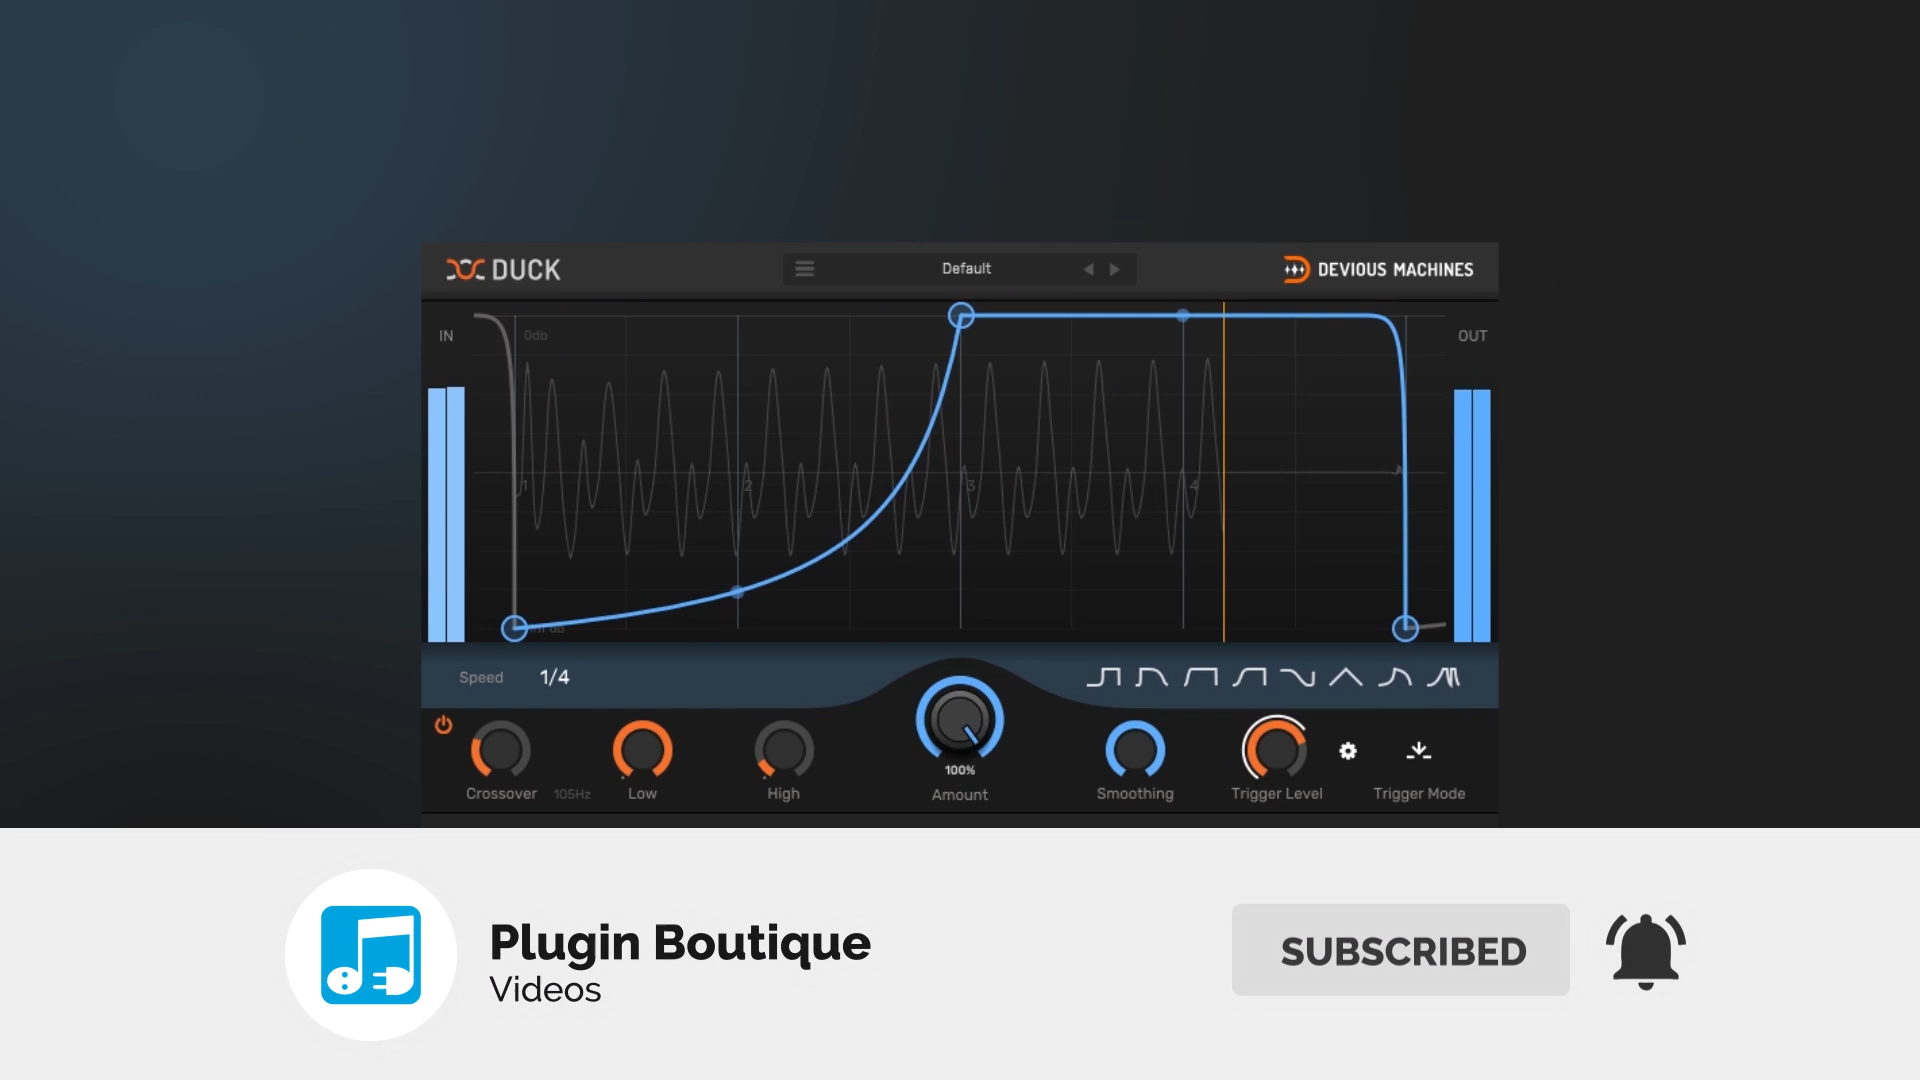 DUCK
Default
DEVIOUS MACHINES
IN
0db
OUT
1
2
3
4
Speed 1/4
100%
Crossover 105Hz
Low
High
Amount
Smoothing
Trigger Level
Trigger Mode
Plugin Boutique
Videos
SUBSCRIBED